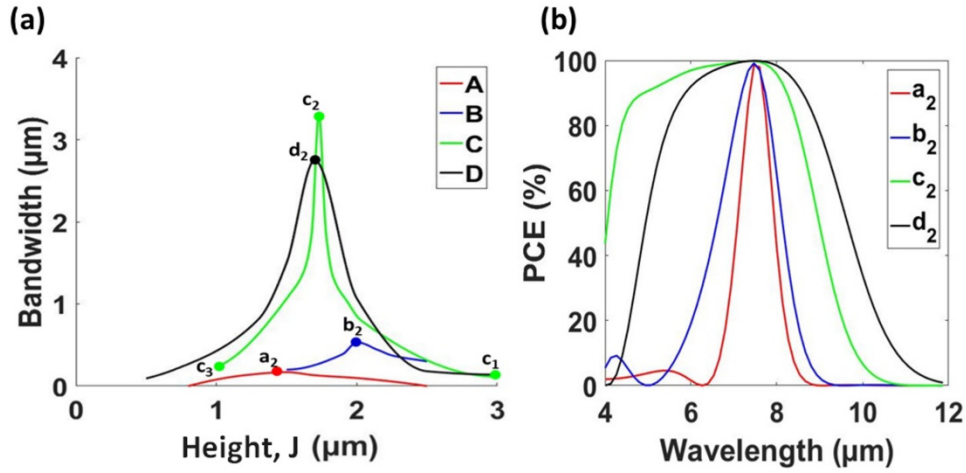 (a)
Bandwidth (µm)
4
3
2
1
0
c₂
d₂
b₂
a₂
c₃
c₁
A
B
C
D
0 1 2 3
Height, J (µm)
(b)
PCE (%)
100
80
60
40
20
0
a₂
b₂
c₂
d₂
4 6 8 10 12
Wavelength (µm)